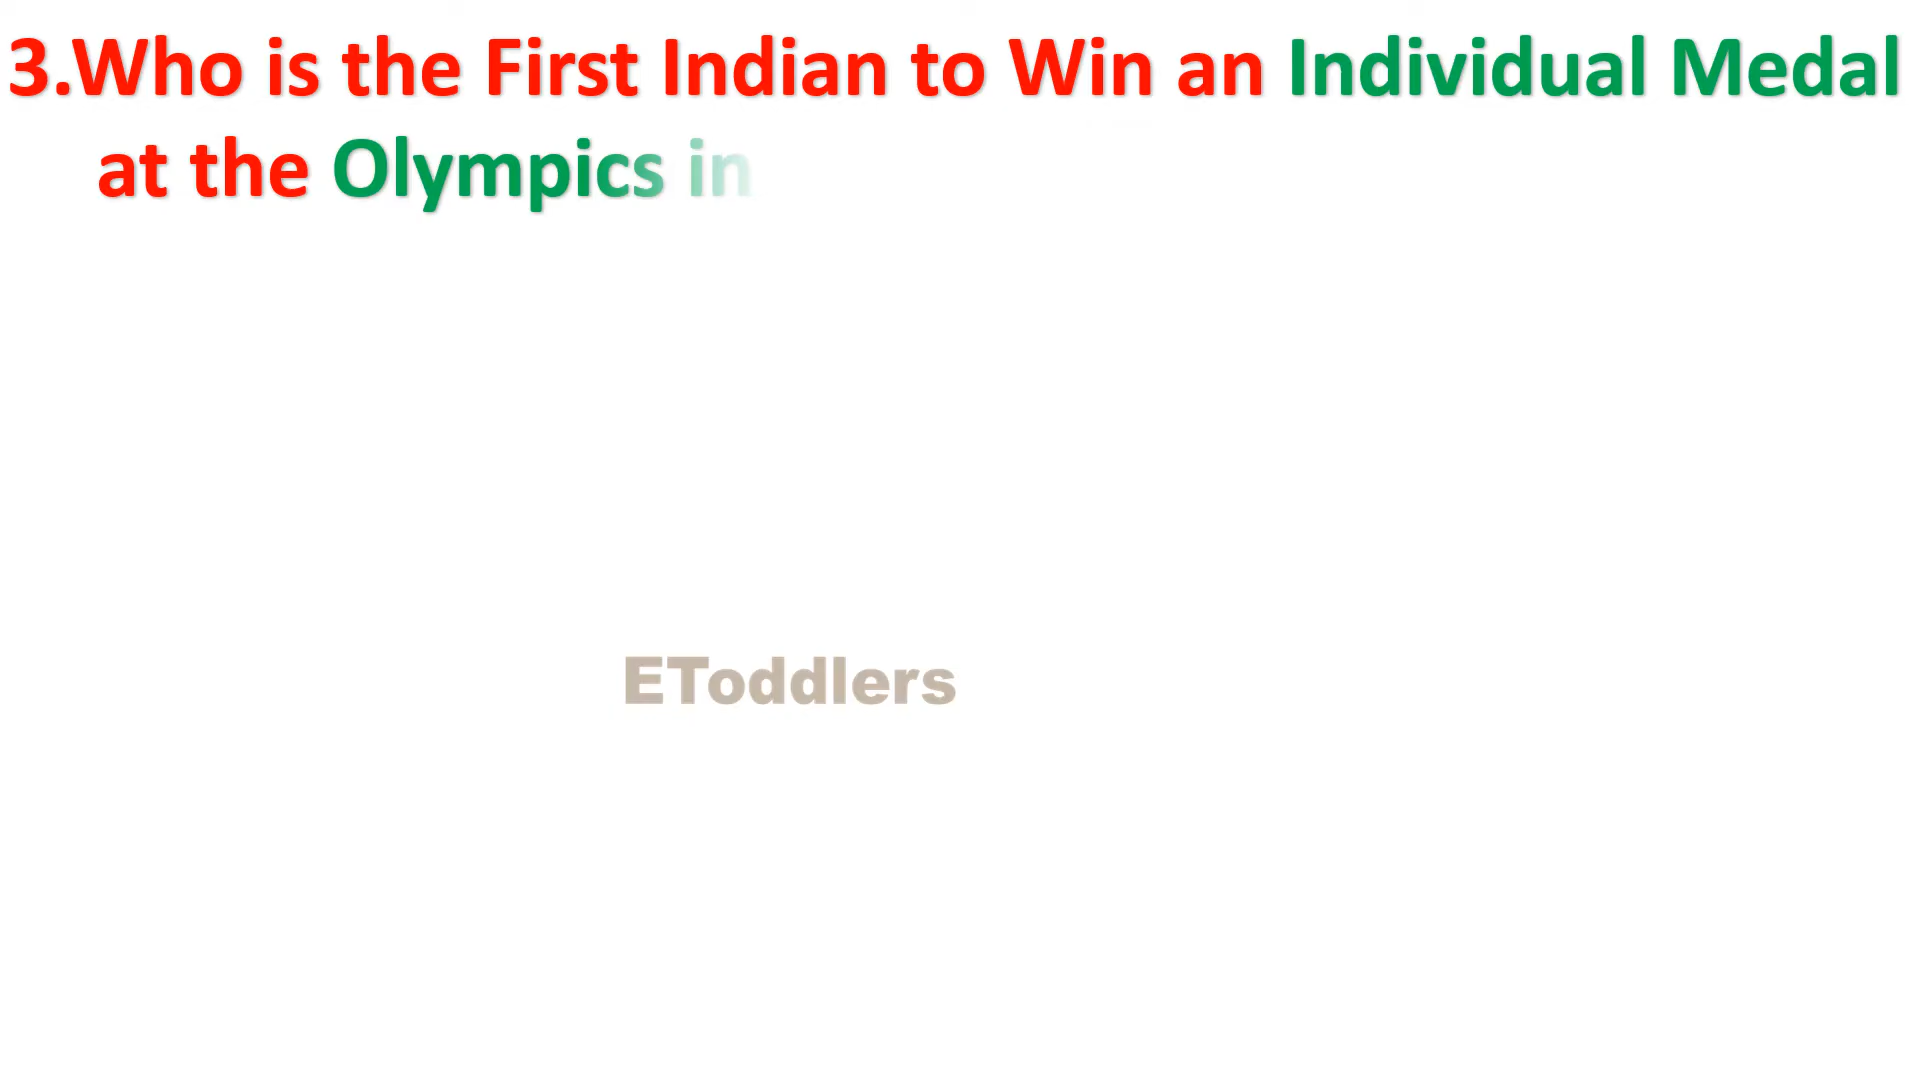 3.Who is the First Indian to Win an Individual Medal
at the Olympics in
EToddlers